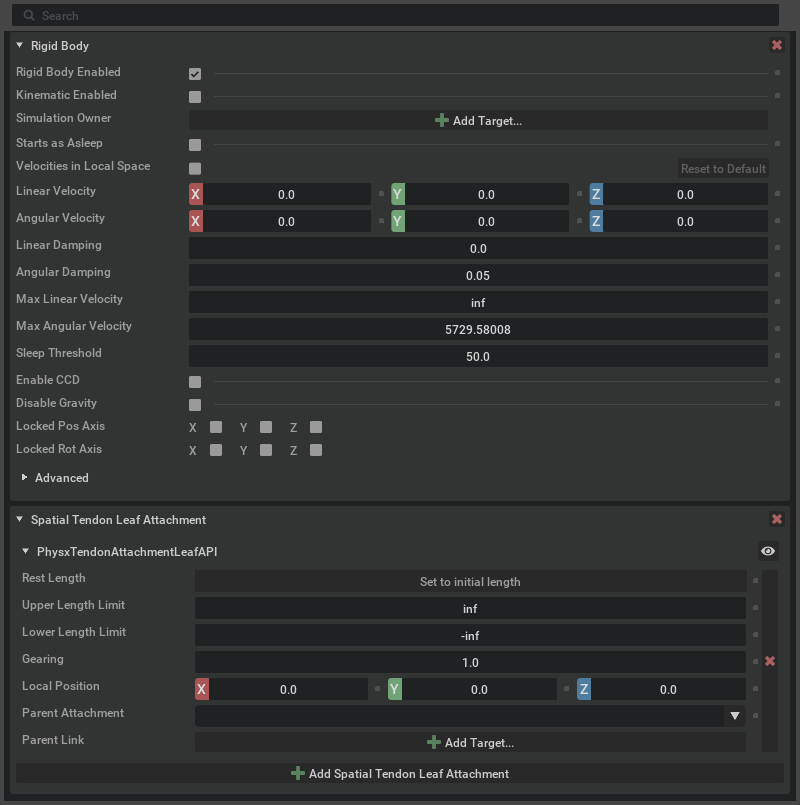 Search
Rigid Body
Rigid Body Enabled
Kinematic Enabled
Simulation Owner Add Target...
Starts as Asleep
Velocities in Local Space Reset to Default
Linear Velocity X 0.0 Y 0.0 Z 0.0
Angular Velocity X 0.0 Y 0.0 Z 0.0
Linear Damping 0.0
Angular Damping 0.05
Max Linear Velocity inf
Max Angular Velocity 5729.58008
Sleep Threshold 50.0
Enable CCD
Disable Gravity
Locked Pos Axis X Y Z
Locked Rot Axis X Y Z
Advanced
Spatial Tendon Leaf Attachment
PhysxTendonAttachmentLeafAPI
Rest Length Set to initial length
Upper Length Limit inf
Lower Length Limit -inf
Gearing 1.0
Local Position X 0.0 Y 0.0 Z 0.0
Parent Attachment
Parent Link Add Target...
Add Spatial Tendon Leaf Attachment